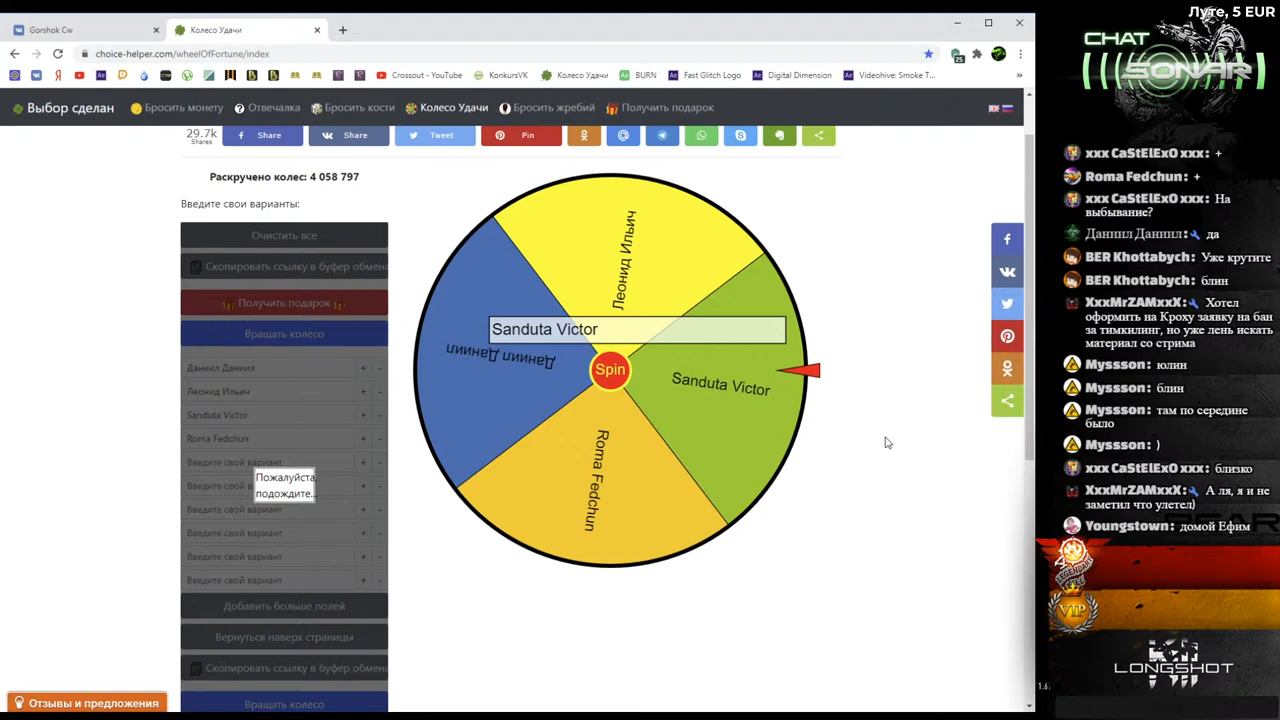 Gorshok Cw
Колесо Удачи
choice-helper.com/wheelOfFortune/index
25
Crossout - YouTube
KonkursVK
Колесо Удачи
BURN
Fast Glitch Logo
Digital Dimension
Videohive: Smoke T...
Выбор сделан
Бросить монету
Отвечалка
Бросить кости
Колесо Удачи
Бросить жребий
Получить подарок
29.7k
Shares
Share
Share
Tweet
Pin
Раскручено колес: 4 058 797
Введите свои варианты:
Очистить все
Скопировать ссылку в буфер обмена
Получить подарок
Вращать колесо
Даниил Даниил
Леонид Ильич
Sanduta Victor
Roma Fedchun
Введите свой вариант
Введите свой в
Пожалуйста,
подождите...
Введите свой вариант
Введите свой вариант
Введите свой вариант
Введите свой вариант
Добавить больше полей
Вернуться наверх страницы
Скопировать ссылку в буфер обмена
Вращать колесо
Отзывы и предложения
Леонид Ильич
Sanduta Victor
Даниил Даниил
Spin
Sanduta Victor
Roma Fedchun
Луте, 5 EUR
CHAT
SONAR
xxx CaStElExO xxx: +
Roma Fedchun: +
xxx CaStElExO xxx: На
выбывание?
Даниил Даниил: да
BER Khottabych: Уже крутите
BER Khottabych: блин
XxxMrZAMxxX: Хотел
оформить на Кроху заявку на бан
за тимкилинг, но уже лень искать
материал со стрима
Myssson: юлин
Myssson: блин
Myssson: там по середине
было
Myssson: )
xxx CaStElExO xxx: близко
XxxMrZAMxxX: А ля, я и не
заметил что улетел)
Youngstown: домой Ефим
VIP
LONGSHOT